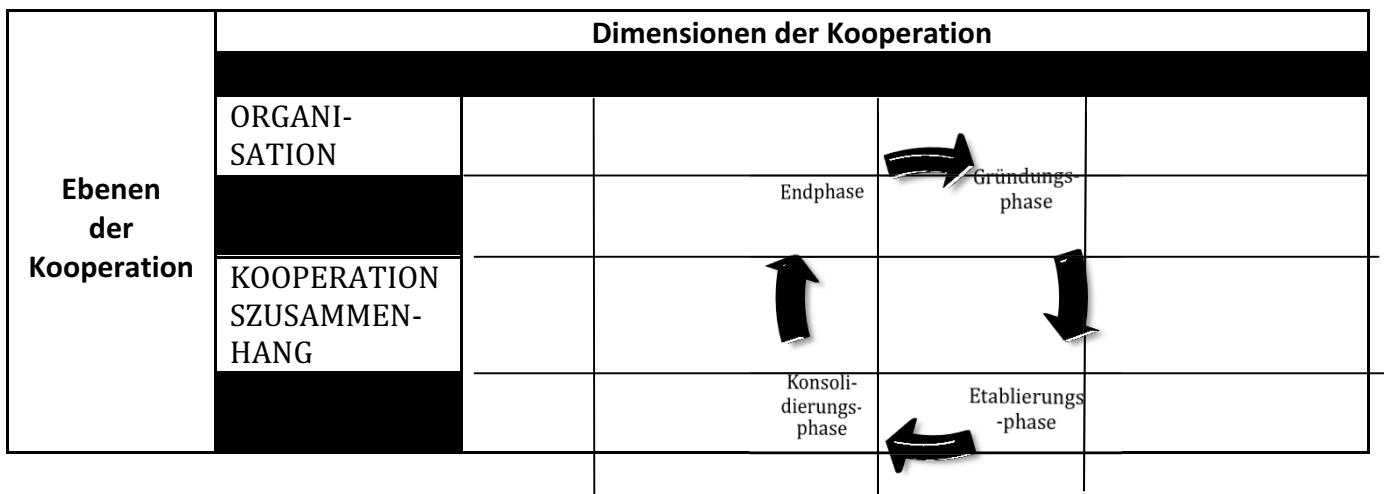 Dimensionen der Kooperation
Ebenen
der
Kooperation
ORGANI-
SATION
KOOPERATION
SZUSAMMEN-
HANG
Endphase
Gründungs-
phase
Konsoli-
dierungs-
phase
Etablierungs
-phase